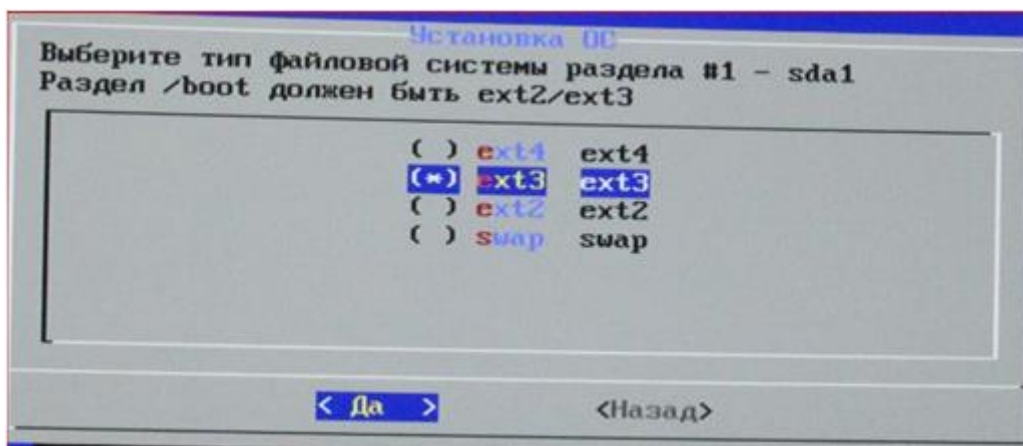 Установка ОС
Выберите тип файловой системы раздела #1 - sda1
Раздел /boot должен быть ext2/ext3
( ) ext4 ext4
(*) ext3 ext3
( ) ext2 ext2
( ) swap swap
< Да > <Назад>